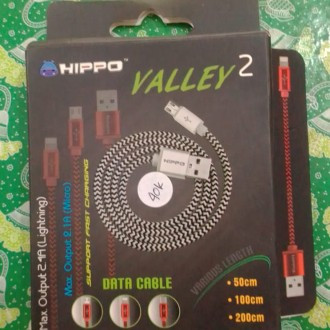 HIPPO™
VALLEY 2
HIPPO
40K
Max Output 2.4A (Lightning)
Max Output 2.1A (Micro)
SUPPORT FAST CHARGING
VARIOUS LENGTH
• 50cm
• 100cm
• 200cm
DATA CABLE